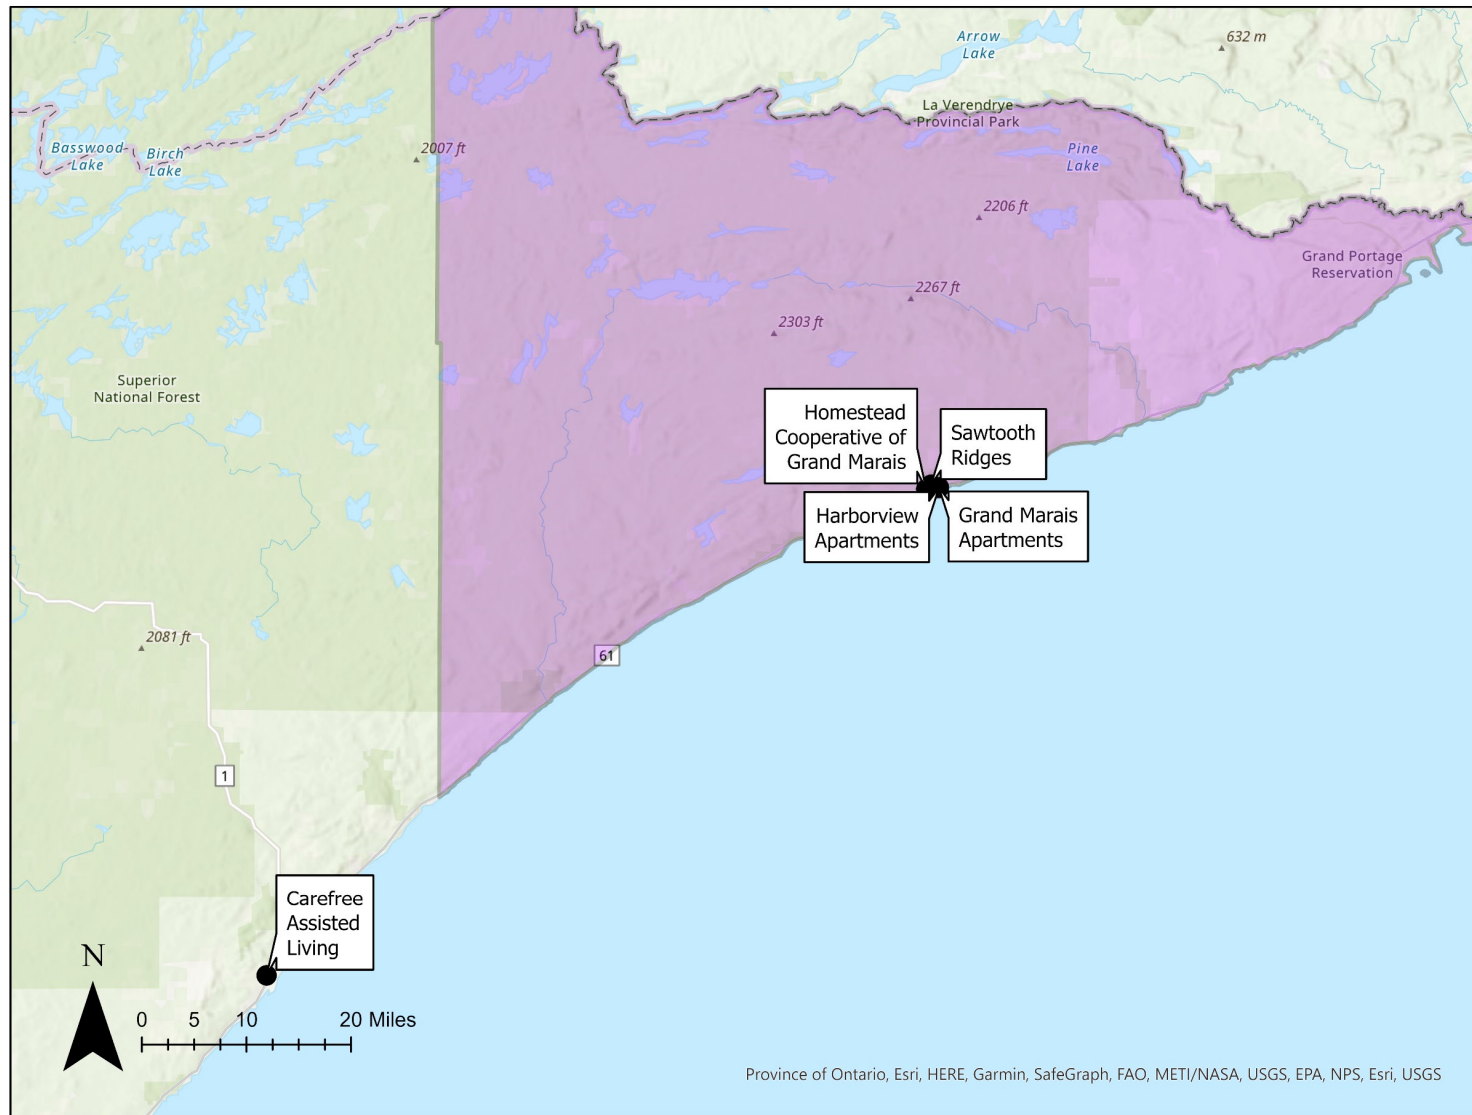 Arrow
Lake
632 m
La Verendrye
Provincial Park
Basswood
Lake
Birch
Lake
2007 ft
Pine
Lake
2206 ft
Grand Portage
Reservation
2267 ft
2303 ft
Superior
National Forest
Homestead
Cooperative of
Grand Marais
Sawtooth
Ridges
Harborview
Apartments
Grand Marais
Apartments
2081 ft
61
1
Carefree
Assisted
Living
N
0 5 10 20 Miles
Province of Ontario, Esri, HERE, Garmin, SafeGraph, FAO, METI/NASA, USGS, EPA, NPS, Esri, USGS